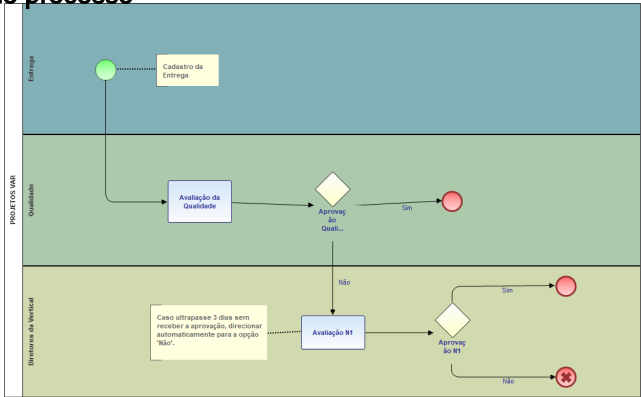 PROJETOS VAR
Entrega
Cadastro da
Entrega
Qualidade
Avaliação da
Qualidade
Aprovaç
ão
Quali...
Sim
Não
Diretores da Vertical
Caso ultrapasse 3 dias sem
receber a aprovação, direcionar
automaticamente para a opção
'Não'.
Avaliação N1
Aprovaç
ão N1
Sim
Não